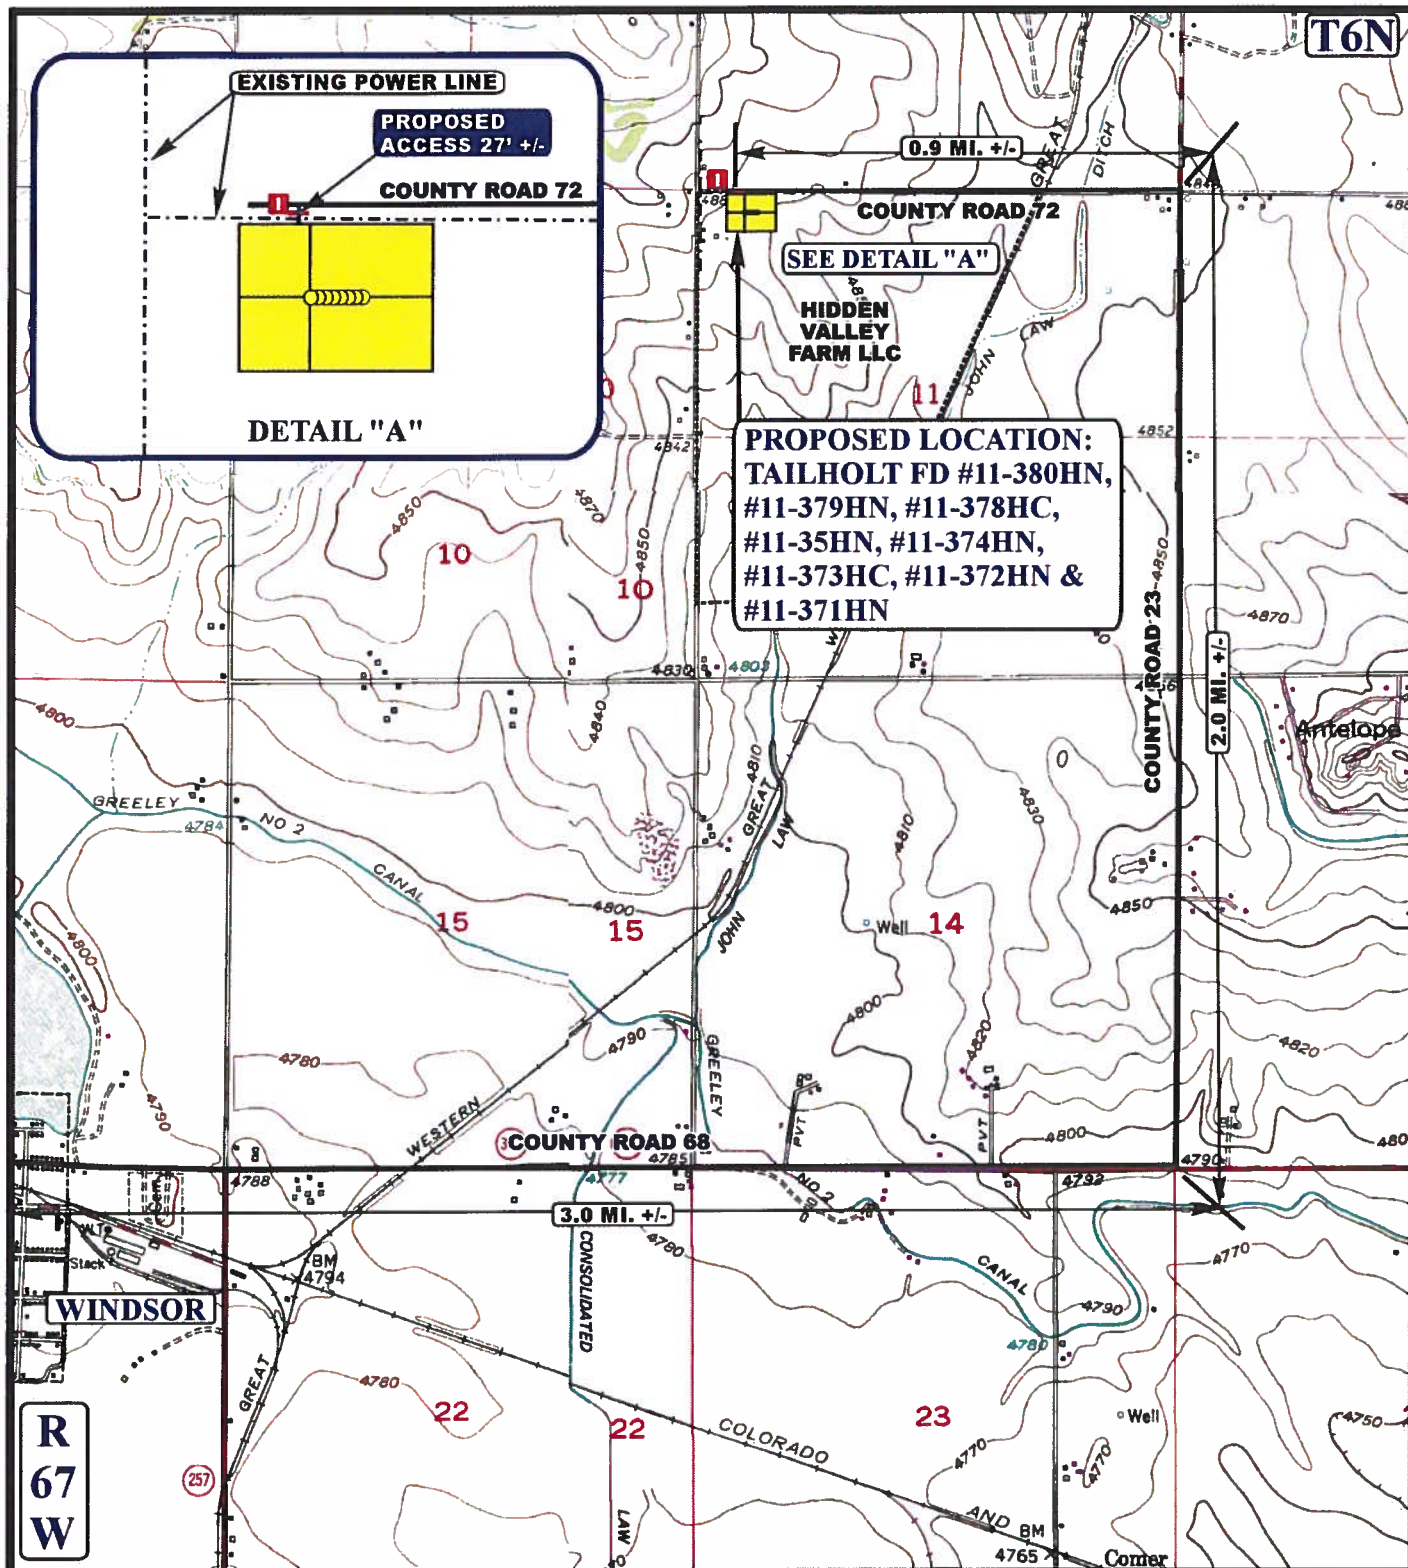 T6N
EXISTING POWER LINE
PROPOSED
ACCESS 27' +/-
1
COUNTY ROAD 72
DETAIL "A"
0.9 MI. +/-
GREAT
DITCH
1
COUNTY ROAD 72
SEE DETAIL "A"
HIDDEN
VALLEY
FARM LLC
JOHN LAW
11
4842
4852
PROPOSED LOCATION:
TAILHOLT FD #11-380HN,
#11-379HN, #11-378HC,
#11-35HN, #11-374HN,
#11-373HC, #11-372HN &
#11-371HN
4850
4870
4850
10
10
4850
COUNTY ROAD 23
4870
2.0 MI. +/-
4830
4803
4800
4840
4810
Antelope
GREELEY
NO 2
CANAL
4784
GREAT
LAW
JOHN
4810
4830
4850
4800
15
15
Well
14
4800
4800
4820
4820
4780
4790
4790
GREELEY
WESTERN
PVT
PVT
4800
480
COUNTY ROAD 68
4788
4785
4777
4792
4790
NO 2
3.0 MI. +/-
Cem
WT
Stack
BM
4794
4780
CONSOLIDATED
CANAL
4770
4790
4780
WINDSOR
GREAT
4780
22
22
23
Well
4750
COLORADO
4770
4770
R
67
W
257
LAW
AND
BM
4765
Comer